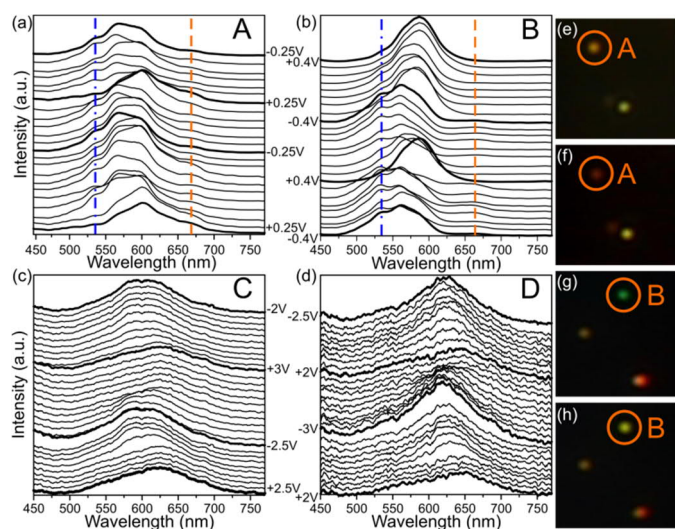 (a)
A
-0.25V
+0.25V
-0.25V
+0.25V
450 500 550 600 650 700 750
Wavelength (nm)
Intensity (a.u.)
(b)
B
+0.4V
-0.4V
+0.4V
-0.4V
450 500 550 600 650 700 750
Wavelength (nm)
(c)
C
-2V
+3V
-2.5V
+2.5V
450 500 550 600 650 700 750
Wavelength (nm)
Intensity (a.u.)
(d)
D
-2.5V
+2V
-3V
+2V
450 500 550 600 650 700 750
Wavelength (nm)
(e)
A
(f)
A
(g)
B
(h)
B